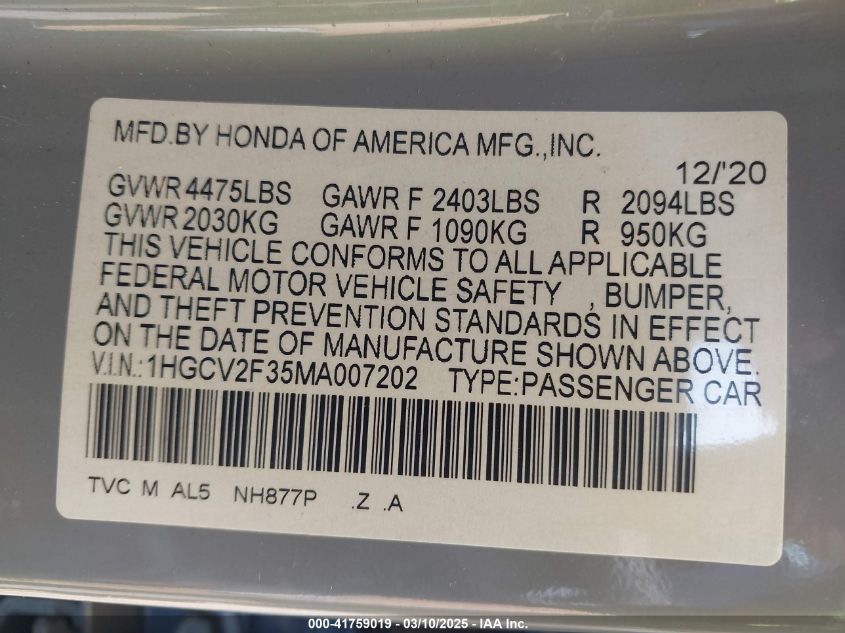 MFD.BY HONDA OF AMERICA MFG.,INC.
12/'20
GVWR 4475LBS GAWR F 2403LBS R 2094LBS
GVWR 2030KG GAWR F 1090KG R 950KG
THIS VEHICLE CONFORMS TO ALL APPLICABLE
FEDERAL MOTOR VEHICLE SAFETY , BUMPER,
AND THEFT PREVENTION STANDARDS IN EFFECT
ON THE DATE OF MANUFACTURE SHOWN ABOVE.
V.I.N.:1HGCV2F35MA007202 TYPE:PASSENGER CAR
TVC M AL5 NH877P .Z .A
000-41759019 — 03/10/2025 — IAA Inc.